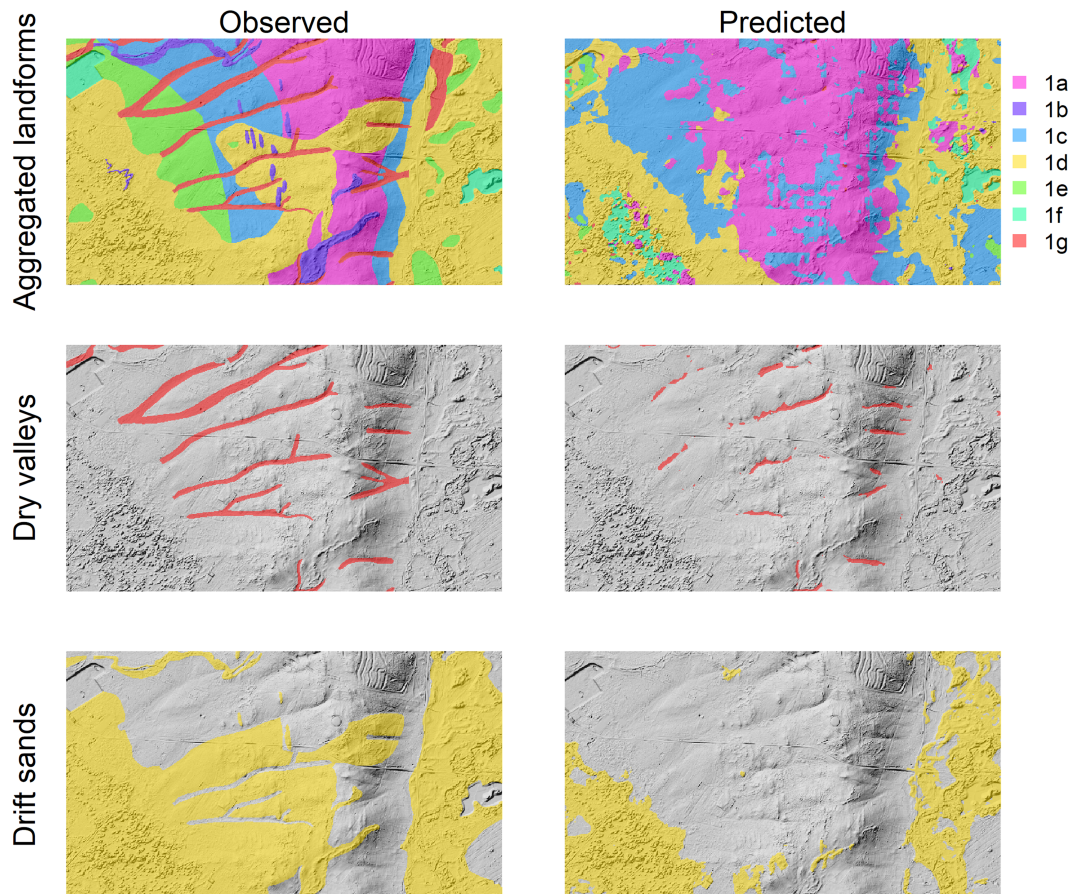 Observed
Predicted
Aggregated landforms
1a
1b
1c
1d
1e
1f
1g
Dry valleys
Drift sands